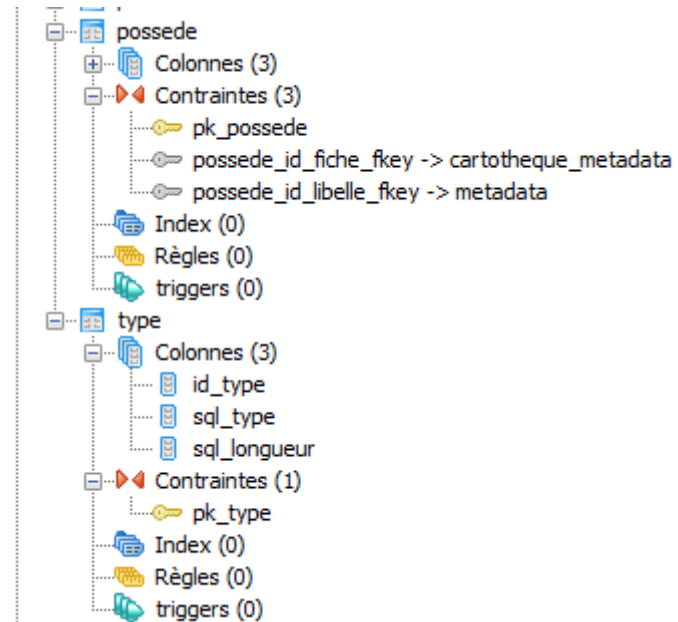 possede
Colonnes (3)
Contraintes (3)
pk_possede
possede_id_fiche_fkey -> cartotheque_metadata
possede_id_libelle_fkey -> metadata
Index (0)
Règles (0)
triggers (0)
type
Colonnes (3)
id_type
sql_type
sql_longueur
Contraintes (1)
pk_type
Index (0)
Règles (0)
triggers (0)